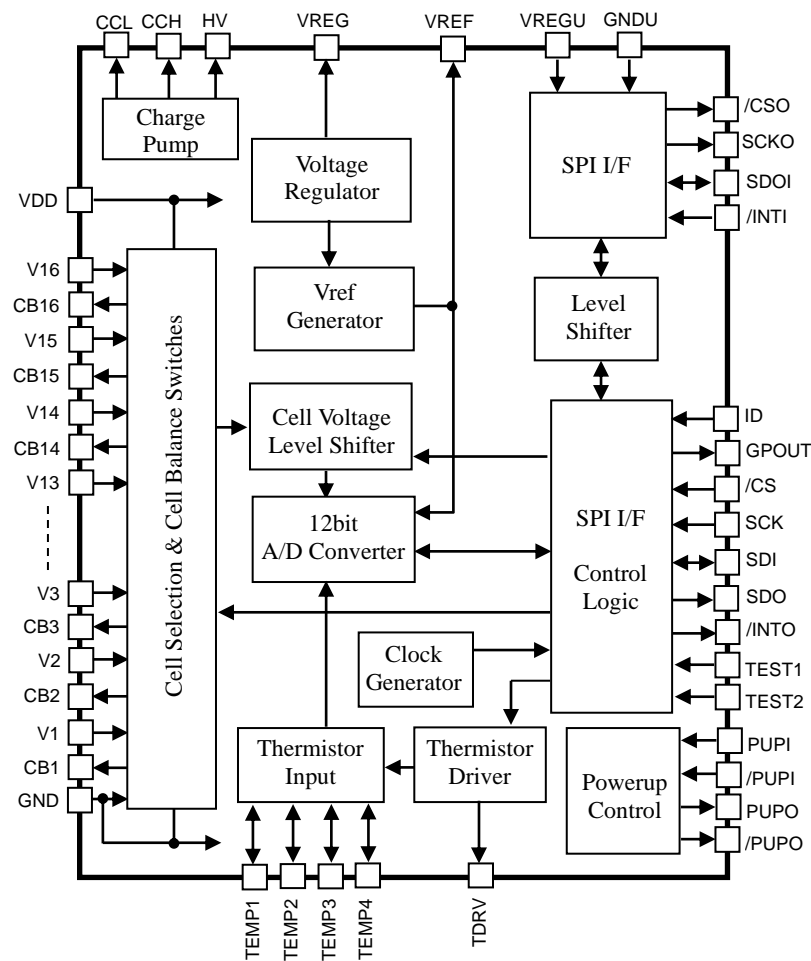 CCL
CCH
HV
VREG
VREF
VREGU
GNDU
Charge
Pump
Voltage
Regulator
SPI I/F
/CSO
SCKO
SDOI
/INTI
VDD
V16
CB16
V15
CB15
V14
CB14
V13
V3
CB3
V2
CB2
V1
CB1
GND
Cell Selection & Cell Balance Switches
Vref
Generator
Level
Shifter
Cell Voltage
Level Shifter
12bit
A/D Converter
SPI I/F
Control
Logic
ID
GPOUT
/CS
SCK
SDI
SDO
/INTO
TEST1
TEST2
Clock
Generator
Thermistor
Input
Thermistor
Driver
Powerup
Control
PUPI
/PUPI
PUPO
/PUPO
TEMP1
TEMP2
TEMP3
TEMP4
TDRV